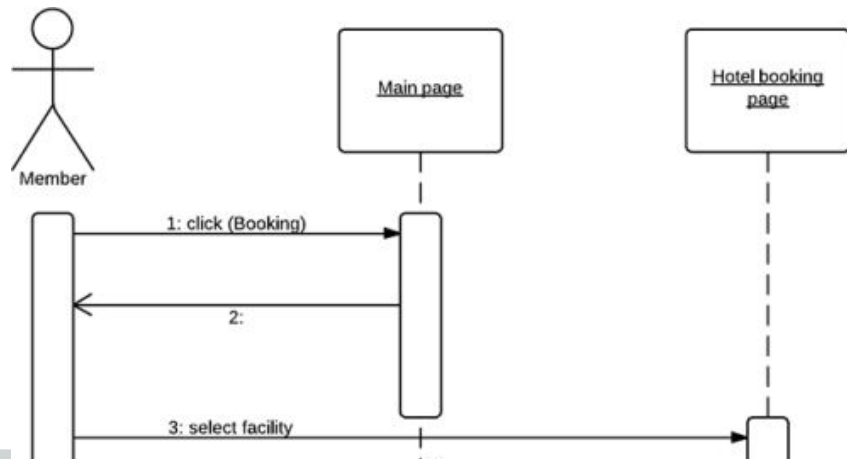 Main page
Hotel booking
page
Member
1: click (Booking)
2:
3: select facility